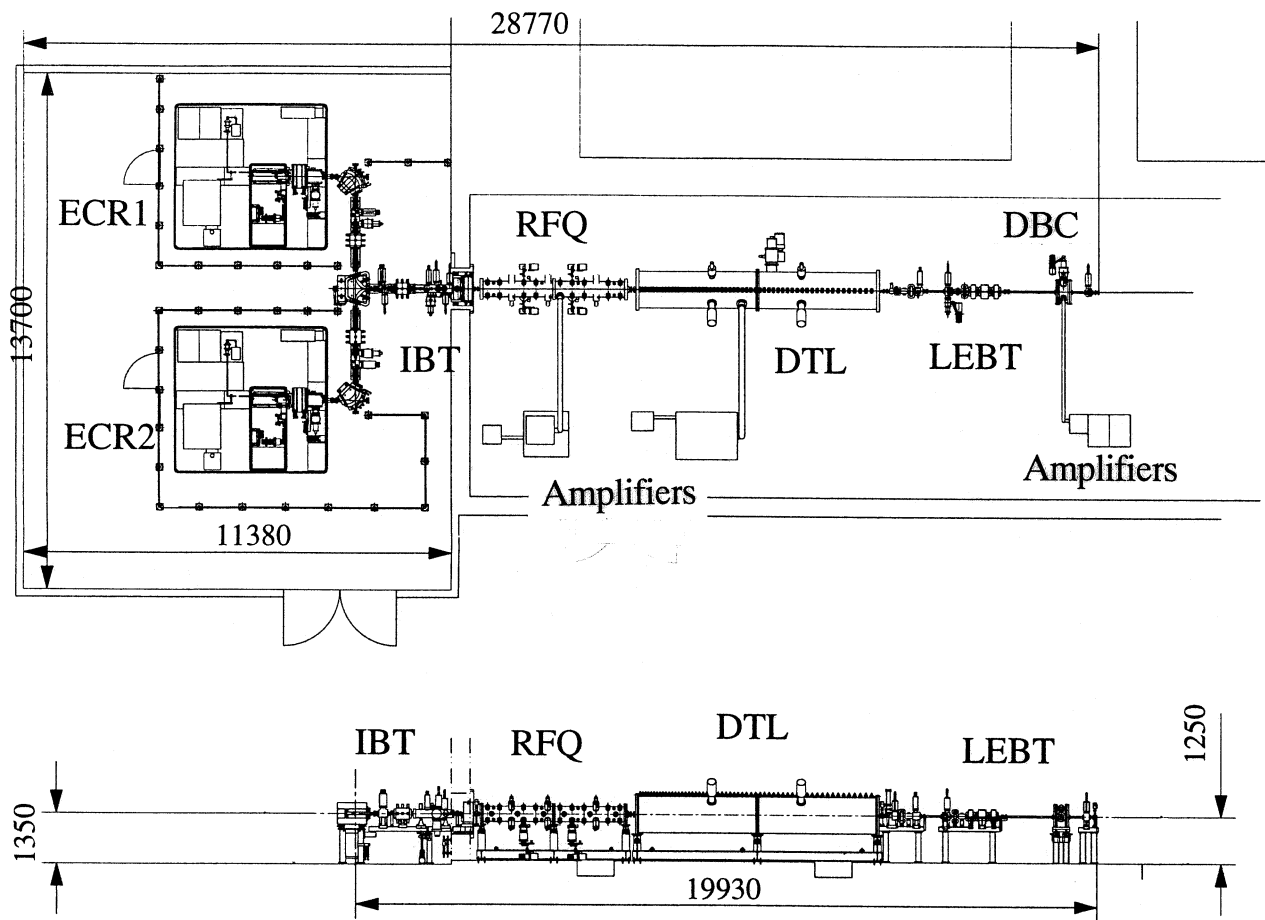 28770
ECR1
RFQ
DBC
13700
IBT
DTL
LEBT
ECR2
Amplifiers
Amplifiers
11380
IBT
RFQ
DTL
LEBT
1250
1350
19930